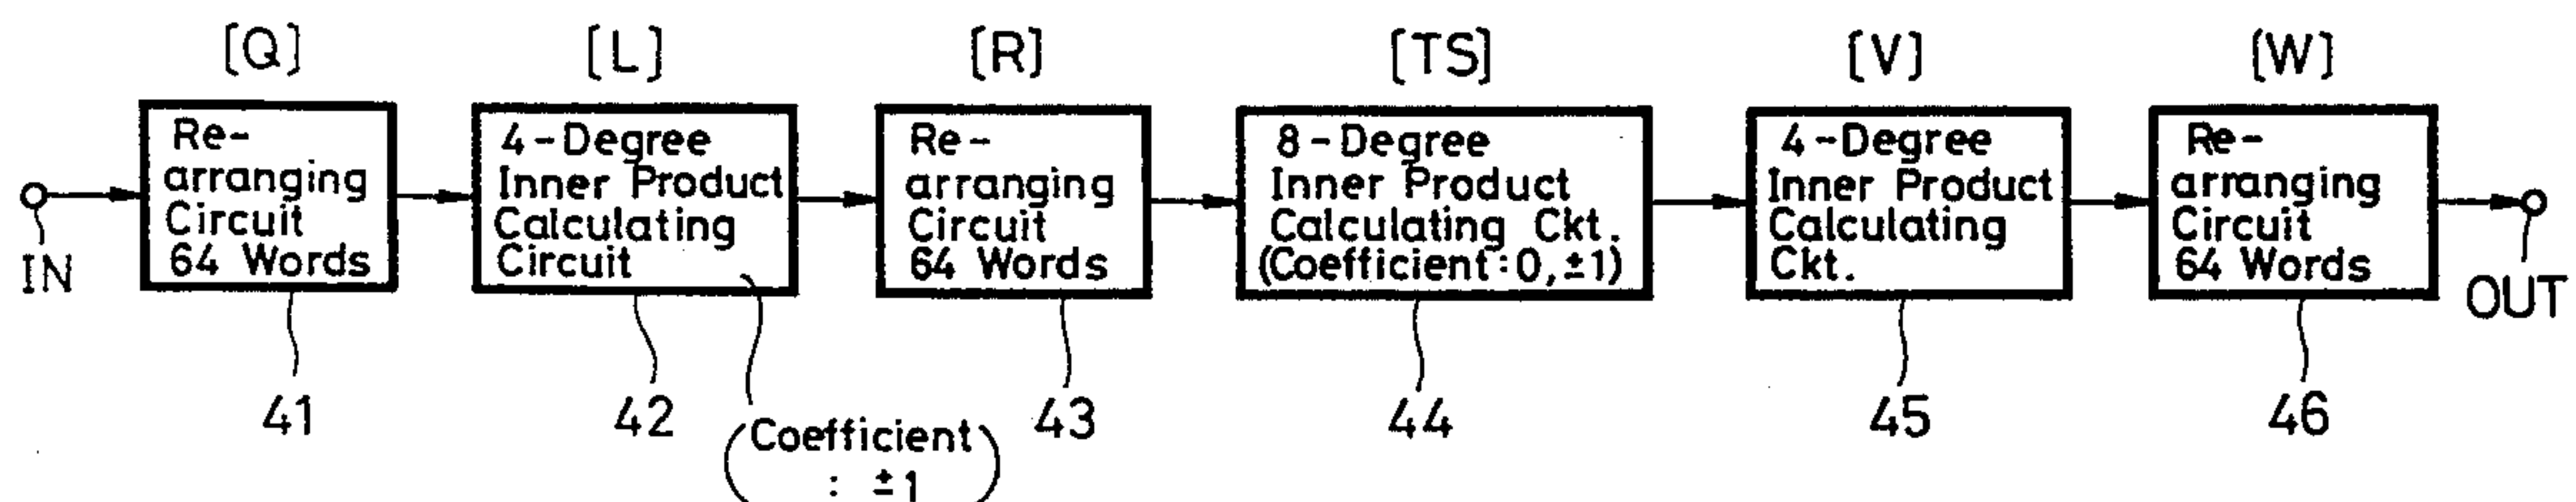 [Q] [L] [R] [TS] [V] [W]
Re-
arranging
Circuit
64 Words
4-Degree
Inner Product
Calculating
Circuit
Re-
arranging
Circuit
64 Words
8-Degree
Inner Product
Calculating Ckt.
(Coefficient:0,±1)
4-Degree
Inner Product
Calculating
Ckt.
Re-
arranging
Circuit
64 Words
IN
OUT
41 42 43 44 45 46
(Coefficient
: ±1)